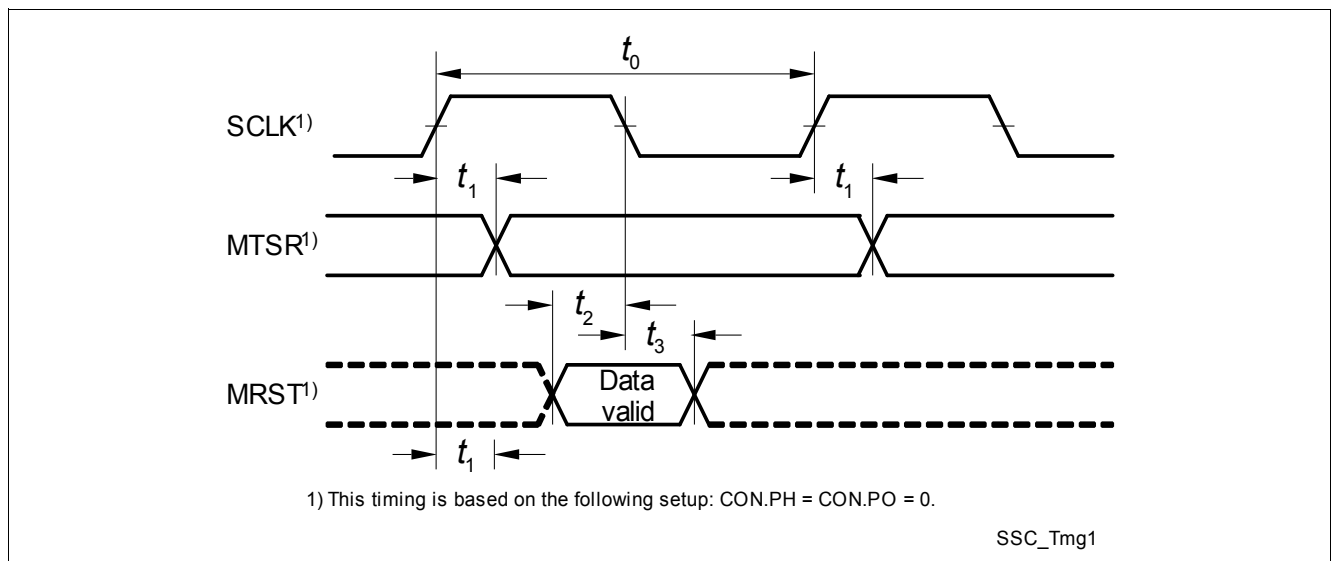 t0
SCLK1)
t1 t1
MTSR1)
t2
t3
MRST1)
Data
valid
t1
1) This timing is based on the following setup: CON.PH = CON.PO = 0.
SSC_Tmg1